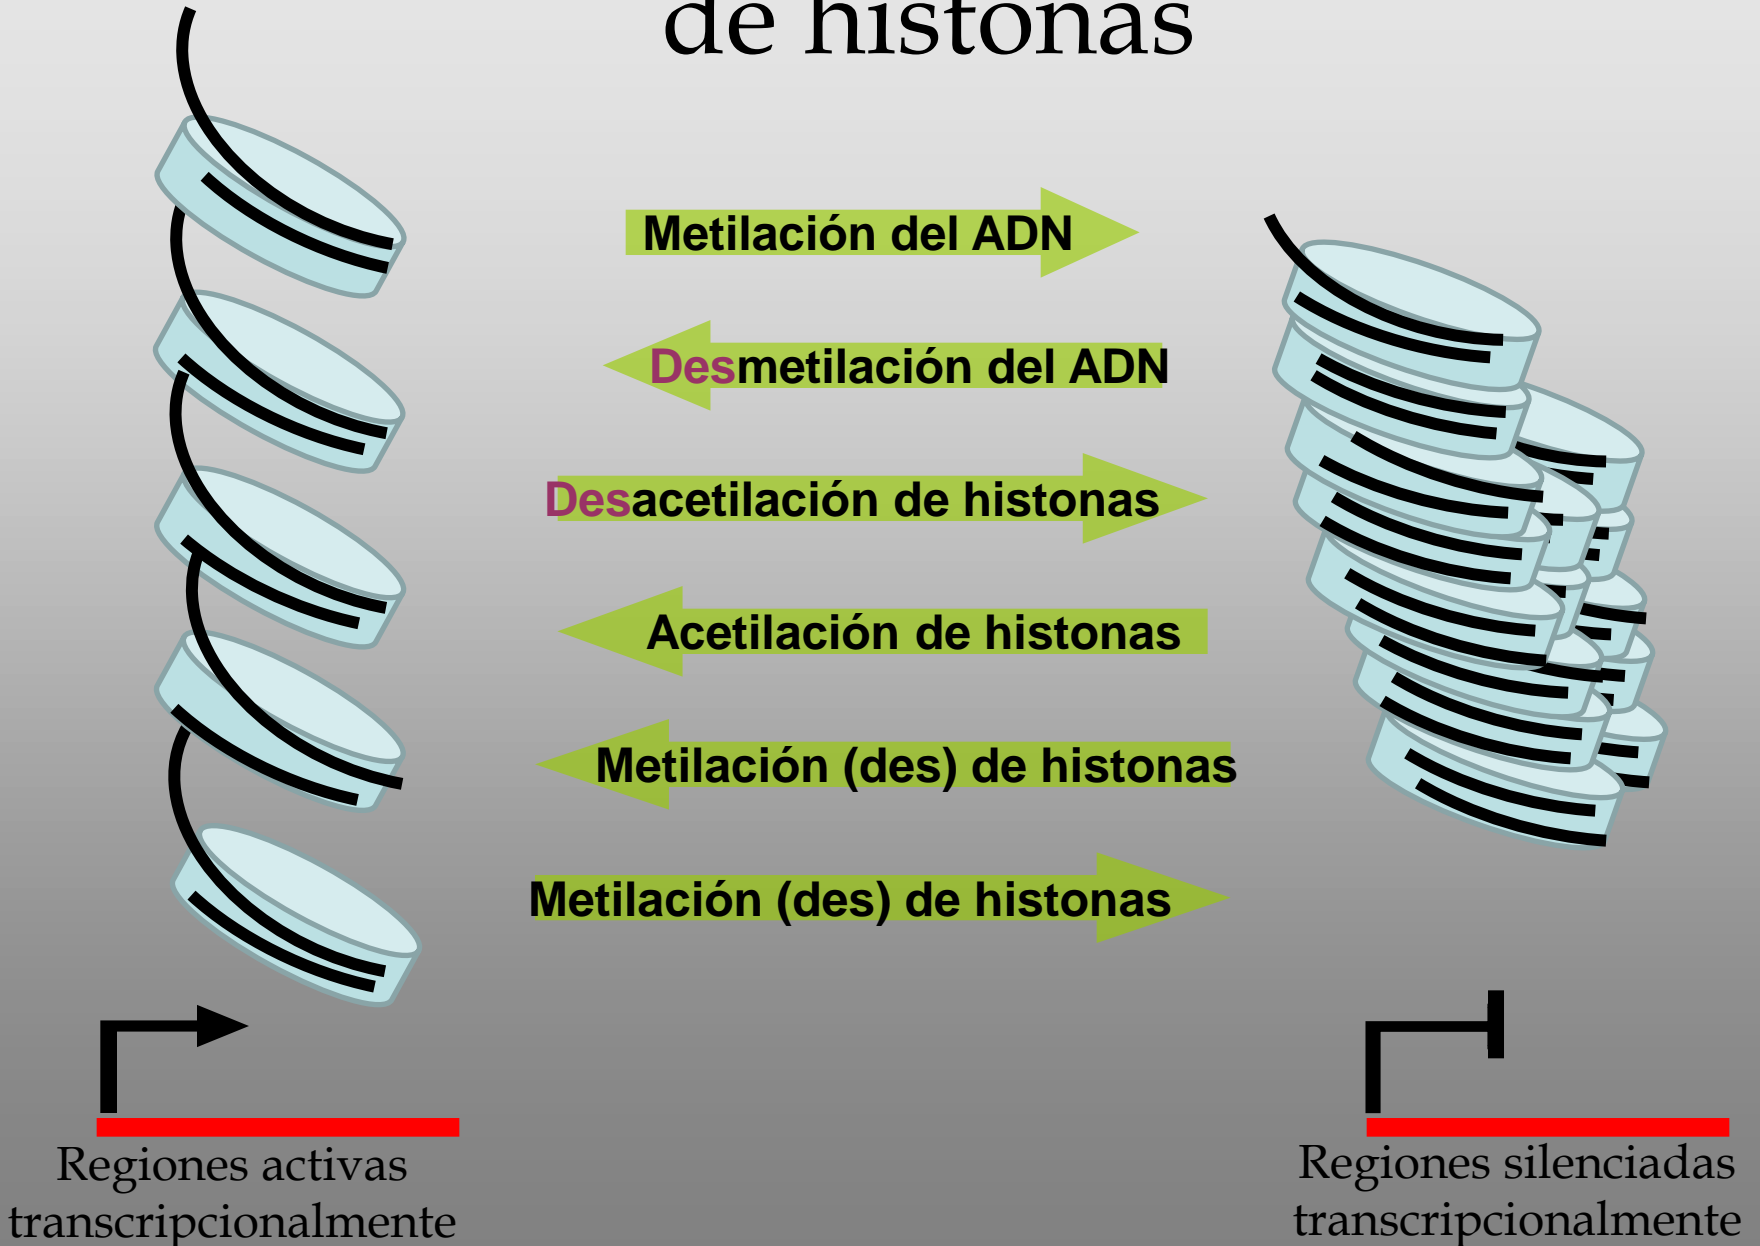 de histonas
Metilación del ADN
Desmetilación del ADN
Desacetilación de histonas
Acetilación de histonas
Metilación (des) de histonas
Metilación (des) de histonas
Regiones activas
transcripcionalmente
Regiones silenciadas
transcripcionalmente